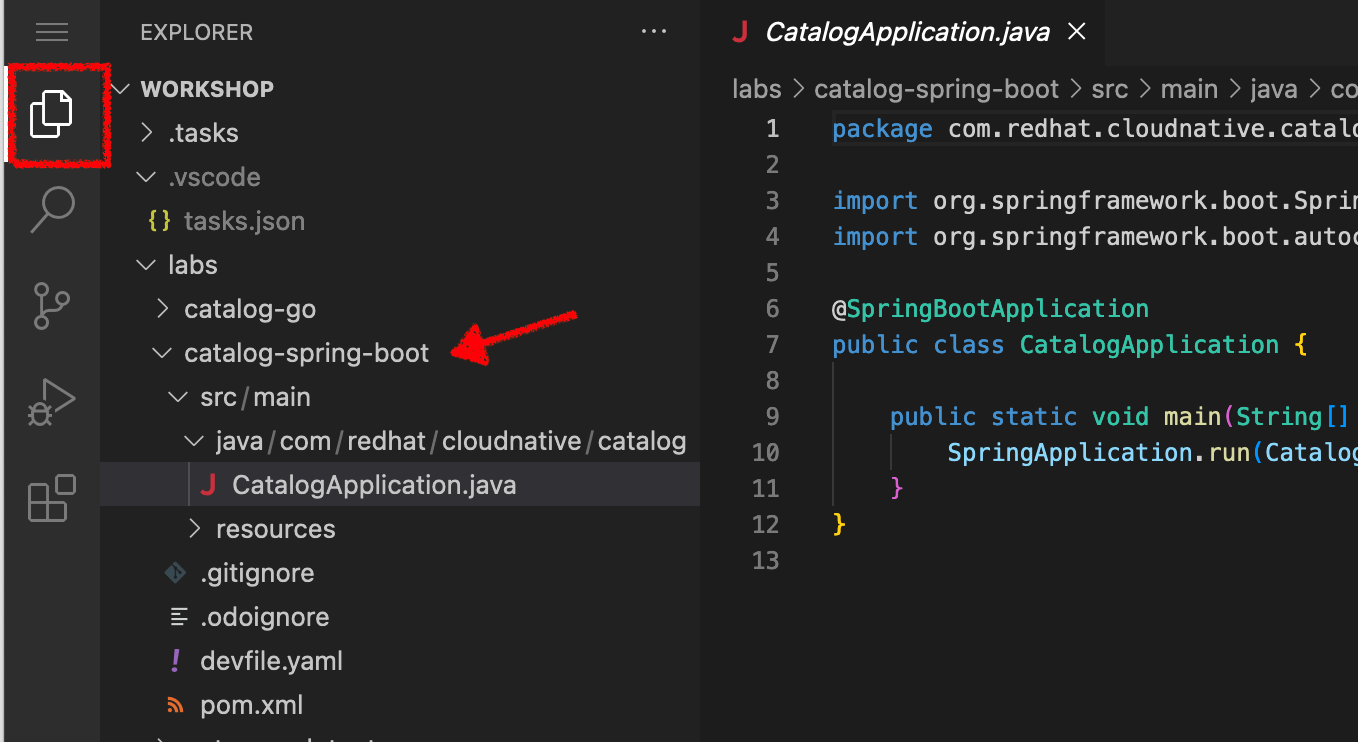 EXPLORER
WORKSHOP
.tasks
.vscode
{} tasks.json
labs
catalog-go
catalog-spring-boot
src/main
java/com/redhat/cloudnative/catalog
J CatalogApplication.java
resources
.gitignore
.odoignore
! devfile.yaml
pom.xml
J CatalogApplication.java
labs > catalog-spring-boot > src > main > java > co
1 package com.redhat.cloudnative.catalo
2
3 import org.springframework.boot.Sprin
4 import org.springframework.boot.autoc
5
6 @SpringBootApplication
7 public class CatalogApplication {
8
9 public static void main(String[]
10 SpringApplication.run(Catalog
11 }
12 }
13